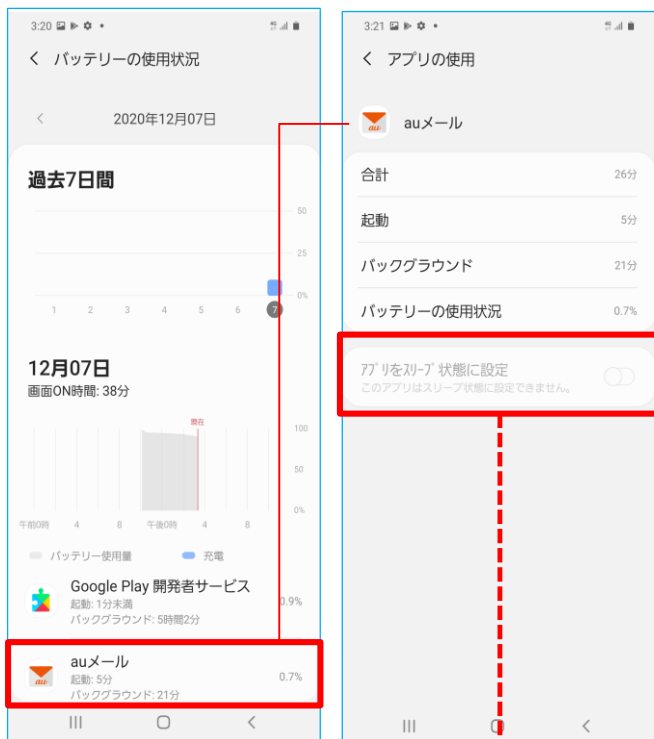 3:20
バッテリーの使用状況
2020年12月07日
過去7日間
50
25
0%
1 2 3 4 5 6 7
12月07日
画面ON時間: 38分
現在
100
50
0%
午前0時 4 8 午後0時 4 8
バッテリー使用量 充電
Google Play 開発者サービス
起動: 1分未満
0.9%
バックグラウンド: 5時間2分
auメール
au
起動: 5分
0.7%
バックグラウンド: 21分
3:21
アプリの使用
au
auメール
合計 26分
起動 5分
バックグラウンド 21分
バッテリーの使用状況 0.7%
アプリをスリープ状態に設定
このアプリはスリープ状態に設定できません。